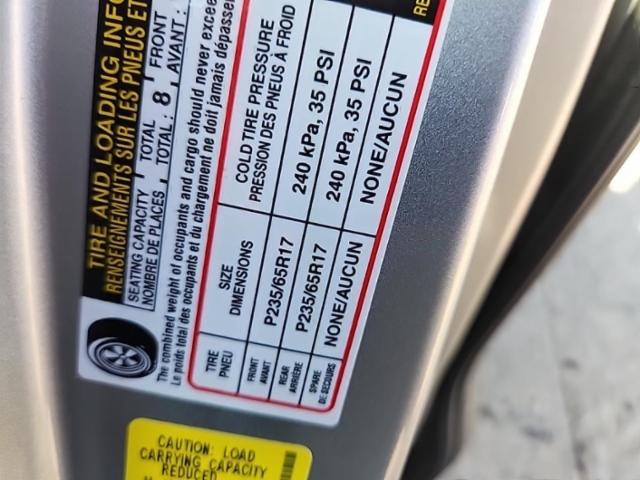 TIRE AND LOADING INFO
RENSEIGNEMENTS SUR LES PNEUS ET
SEATING CAPACITY TOTAL 8 FRONT
NOMBRE DE PLACES TOTAL : AVANT :
The combined weight of occupants and cargo should never excee
Le poids total des occupants et du chargement ne doit jamais dépasser
TIRE SIZE COLD TIRE PRESSURE
PNEU DIMENSIONS PRESSION DES PNEUS À FROID
FRONT
AVANT P235/65R17 240 kPa, 35 PSI
REAR
ARRIÈRE P235/65R17 240 kPa, 35 PSI
SPARE
DE SECOURS NONE/AUCUN NONE/AUCUN
RE
CAUTION: LOAD
CARRYING CAPACITY
REDUCED